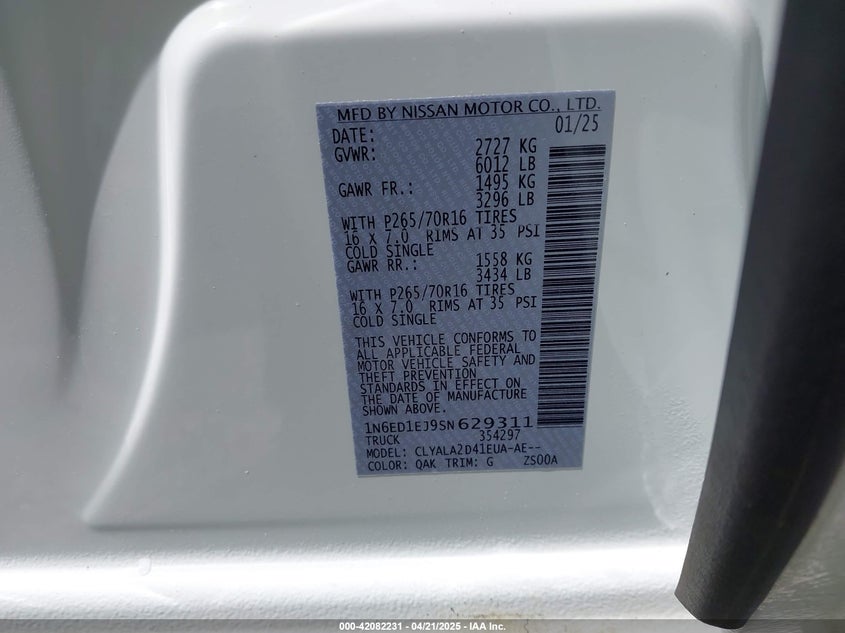 MFD BY NISSAN MOTOR CO., LTD.
DATE: 01/25
GVWR: 2727 KG
6012 LB
GAWR FR.: 1495 KG
3296 LB
WITH P265/70R16 TIRES
16 X 7.0 RIMS AT 35 PSI
COLD SINGLE
GAWR RR.: 1558 KG
3434 LB
WITH P265/70R16 TIRES
16 X 7.0 RIMS AT 35 PSI
COLD SINGLE
THIS VEHICLE CONFORMS TO
ALL APPLICABLE FEDERAL
MOTOR VEHICLE SAFETY AND
THEFT PREVENTION
STANDARDS IN EFFECT ON
THE DATE OF MANUFACTURE
SHOWN ABOVE.
1N6ED1EJ9SN629311
TRUCK 354297
MODEL: CLYALA2D41EUA-AE--
COLOR: QAK TRIM: G ZS00A
000-42082231 - 04/21/2025 - IAA Inc.